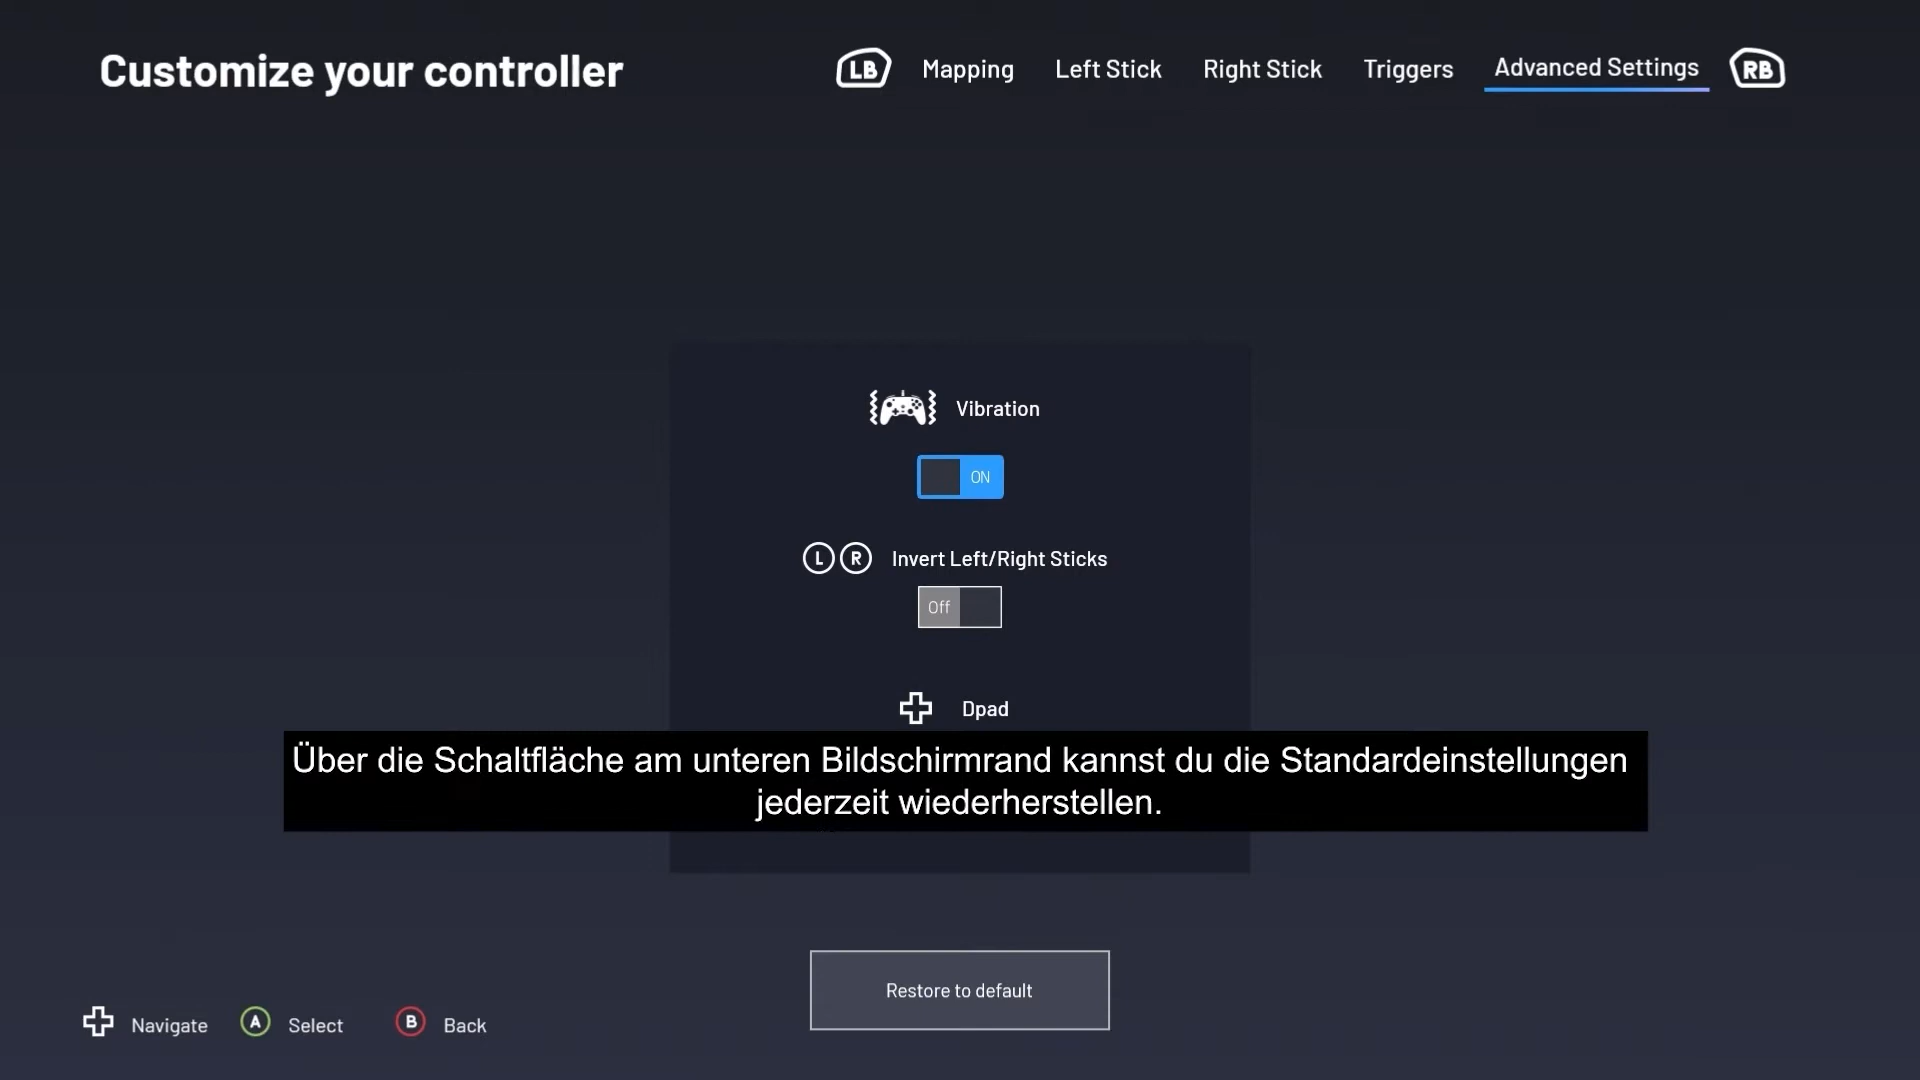 Customize your controller
LB Mapping Left Stick Right Stick Triggers Advanced Settings RB
Vibration
ON
L R Invert Left/Right Sticks
Off
Dpad
Über die Schaltfläche am unteren Bildschirmrand kannst du die Standardeinstellungen
jederzeit wiederherstellen.
Restore to default
Navigate A Select B Back